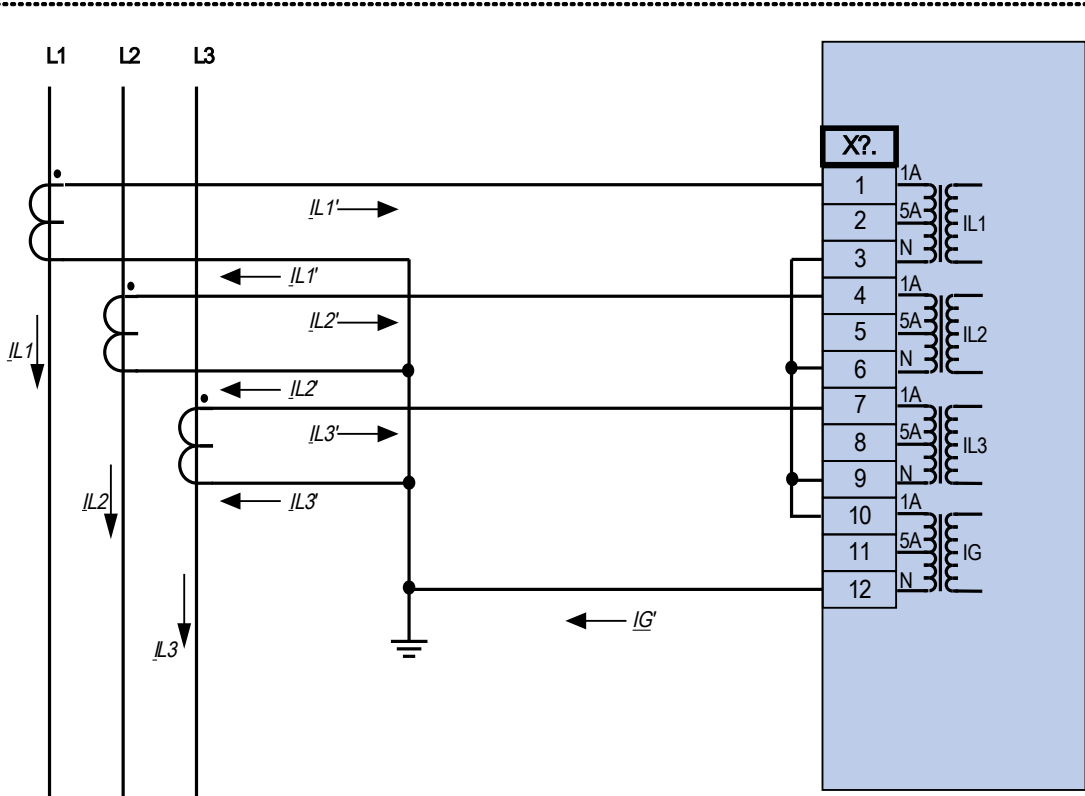 L1 L2 L3
X?.
1 1A
IL1'
2 5A IL1
3 N
IL1'
4 1A
IL2'
5 5A IL2
IL1
6 N
IL2'
7 1A
IL3'
8 5A IL3
9 N
IL2
IL3'
10 1A
11 5A IG
12 N
IG'
IL3